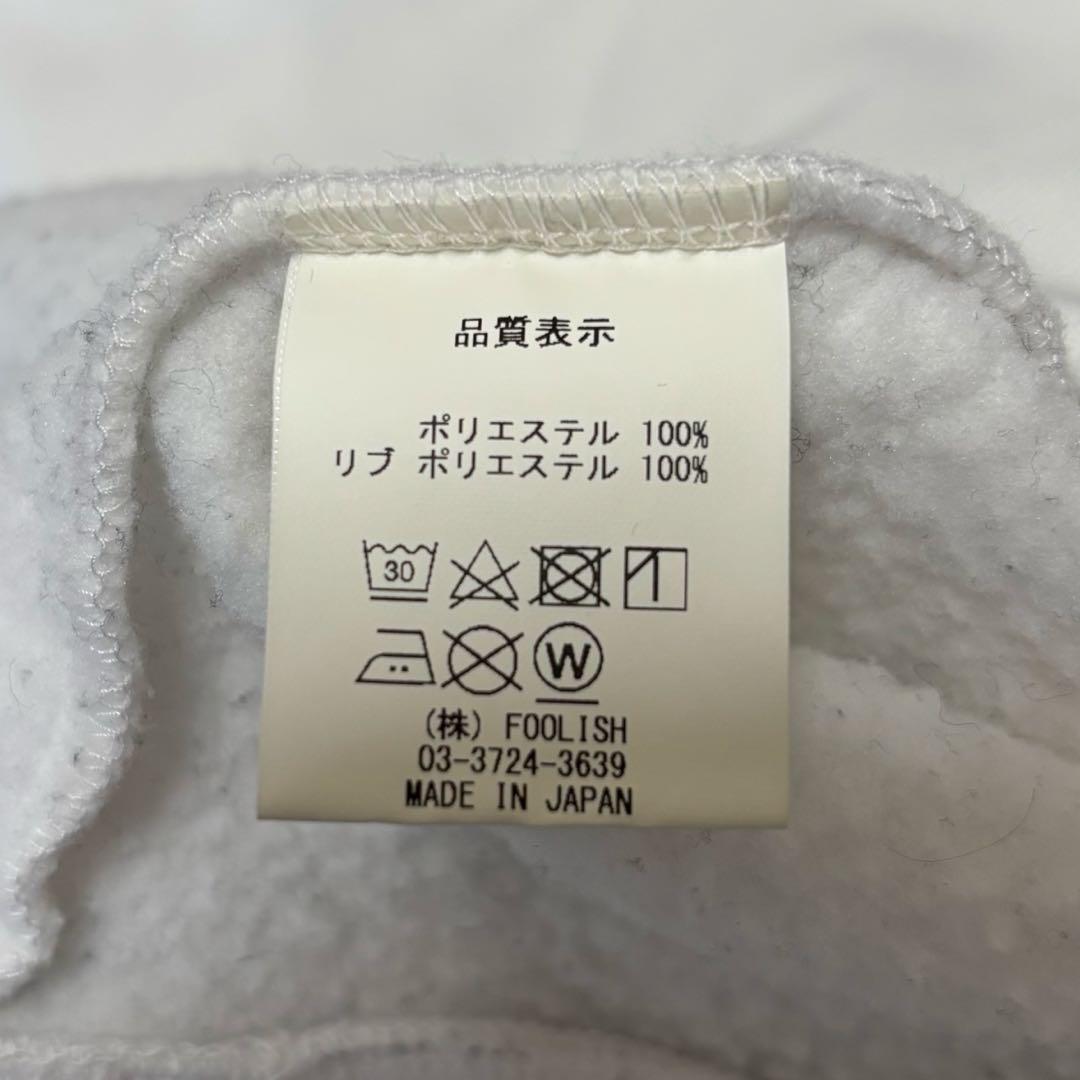 品質表示
ポリエステル 100%
リブ ポリエステル 100%
30
W
(株) FOOLISH
03-3724-3639
MADE IN JAPAN